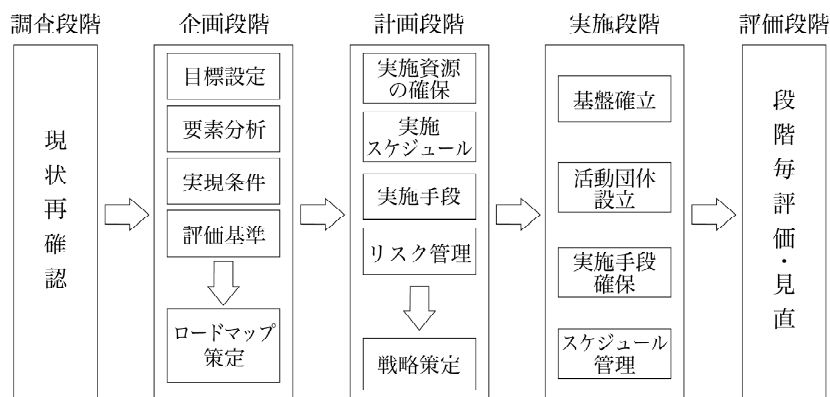 調査段階
企画段階
計画段階
実施段階
評価段階
現状再確認
目標設定
要素分析
実現条件
評価基準
ロードマップ
策定
実施資源
の確保
実施
スケジュール
実施手段
リスク管理
戦略策定
基盤確立
活動団体
設立
実施手段
確保
スケジュール
管理
段階毎評価・見直